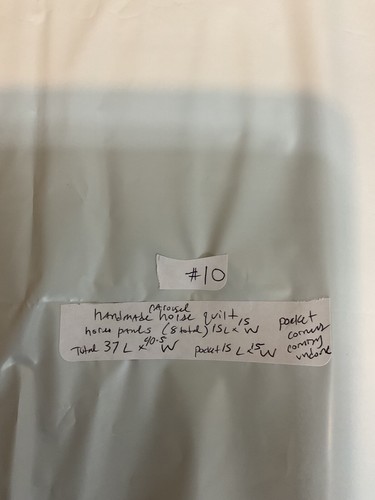 #10
carousel
handmade horse quilt
horse panels (8 total) 15L x 15 W
Total 37 L x 40.5 W pocket 15 L x 15 W
pocket
corners
coming
undone